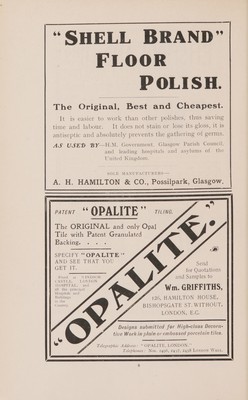 "SHELL BRAND"
FLOOR
POLISH.
The Original, Best and Cheapest.
It is easier to work than other polishes, thus saving
time and labour. It does not stain or lose its gloss, it is
antiseptic and absolutely prevents the gathering of germs.
AS USED BY—H.M. Government, Glasgow Parish Council,
and leading hospitals and asylums of the
United Kingdom.
SOLE MANUFACTURERS—
A. H. HAMILTON & CO., Possilpark, Glasgow.
PATENT "OPALITE" TILING
The ORIGINAL and only Opal
Tile with Patent Granulated
Backing. . . .
SPECIFY "OPALITE"
AND SEE THAT YOU
GET IT.
"OPALITE."
Send
for Quotations
and Samples to
Wm. GRIFFITHS,
HAMILTON HOUSE,
BISHOPSGATE ST. WITHOUT,
LONDON, E.C.
Designs submitted for High-class Decora-
tive Work in plain or embossed porcelain tiles.
Telegraphic Address: "OPALITE, LONDON."
Telephones: Nos. London Wall.